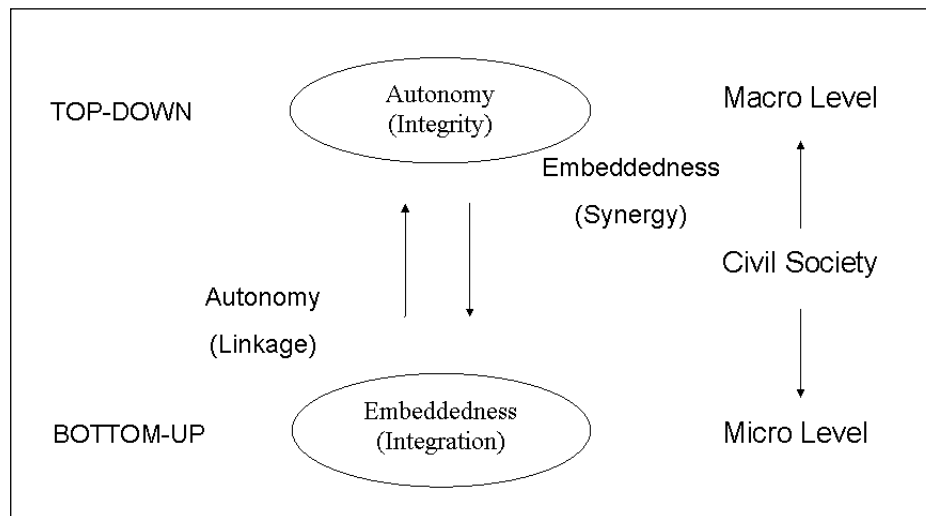 TOP-DOWN
Autonomy
(Integrity)
Macro Level
Embeddedness
(Synergy)
Civil Society
Autonomy
(Linkage)
BOTTOM-UP
Embeddedness
(Integration)
Micro Level